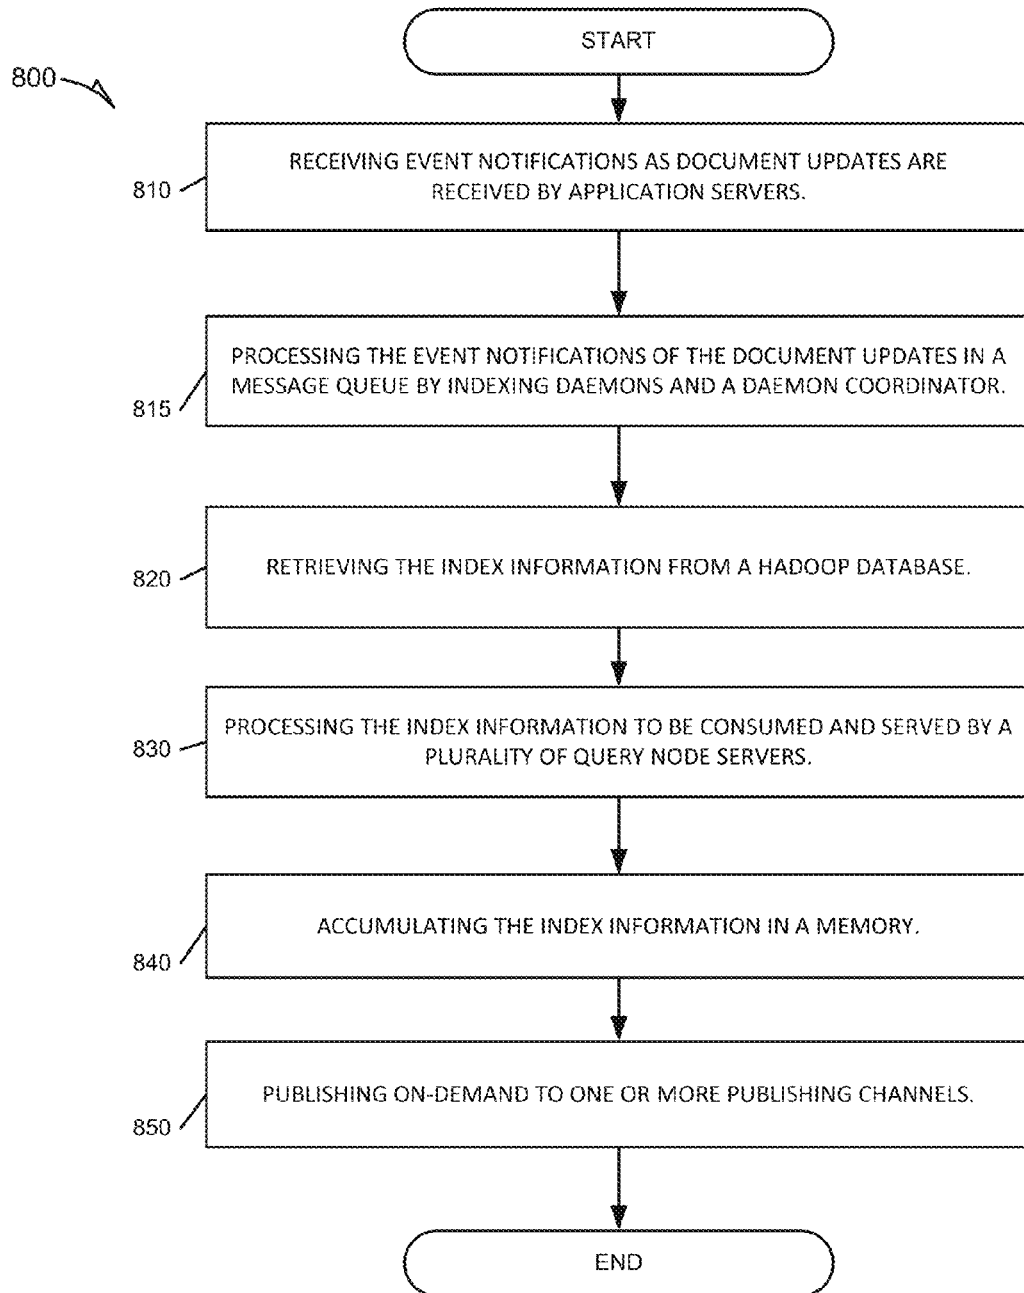 START
800
RECEIVING EVENT NOTIFICATIONS AS DOCUMENT UPDATES ARE
RECEIVED BY APPLICATION SERVERS.
810
PROCESSING THE EVENT NOTIFICATIONS OF THE DOCUMENT UPDATES IN A
MESSAGE QUEUE BY INDEXING DAEMONS AND A DAEMON COORDINATOR.
815
RETRIEVING THE INDEX INFORMATION FROM A HADOOP DATABASE.
820
PROCESSING THE INDEX INFORMATION TO BE CONSUMED AND SERVED BY A
PLURALITY OF QUERY NODE SERVERS.
830
ACCUMULATING THE INDEX INFORMATION IN A MEMORY.
840
PUBLISHING ON-DEMAND TO ONE OR MORE PUBLISHING CHANNELS.
850
END